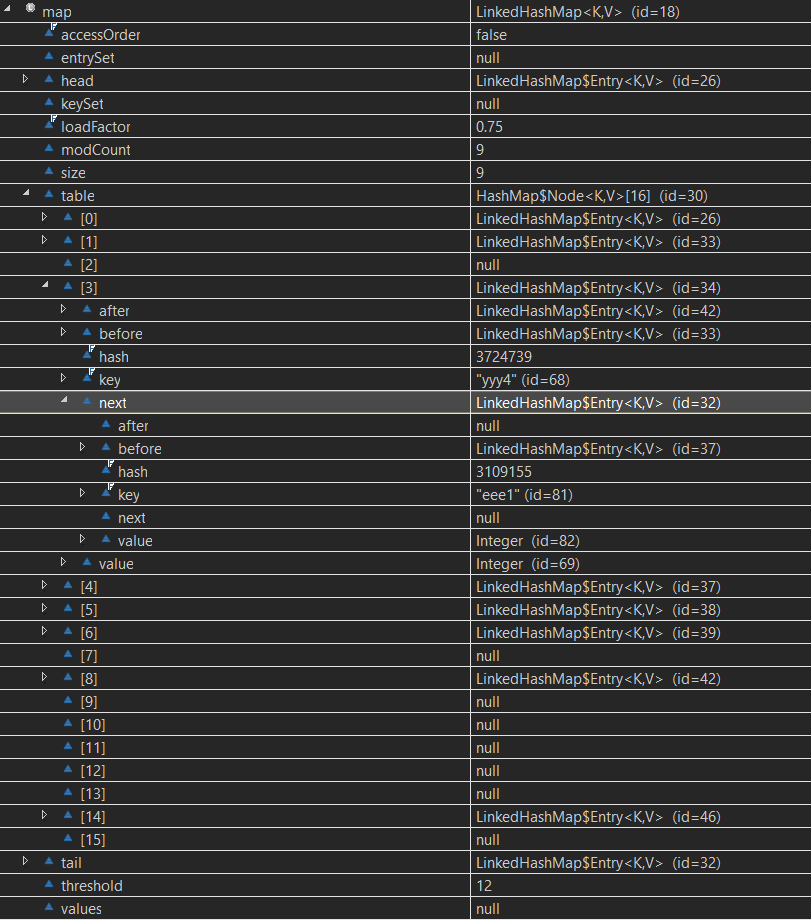 map LinkedHashMap<K,V> (id=18)
accessOrder false
entrySet null
head LinkedHashMap$Entry<K,V> (id=26)
keySet null
loadFactor 0.75
modCount 9
size 9
table HashMap$Node<K,V>[16] (id=30)
[0] LinkedHashMap$Entry<K,V> (id=26)
[1] LinkedHashMap$Entry<K,V> (id=33)
[2] null
[3] LinkedHashMap$Entry<K,V> (id=34)
after LinkedHashMap$Entry<K,V> (id=42)
before LinkedHashMap$Entry<K,V> (id=33)
hash 3724739
key "yyy4" (id=68)
next LinkedHashMap$Entry<K,V> (id=32)
after null
before LinkedHashMap$Entry<K,V> (id=37)
hash 3109155
key "eee1" (id=81)
next null
value Integer (id=82)
value Integer (id=69)
[4] LinkedHashMap$Entry<K,V> (id=37)
[5] LinkedHashMap$Entry<K,V> (id=38)
[6] LinkedHashMap$Entry<K,V> (id=39)
[7] null
[8] LinkedHashMap$Entry<K,V> (id=42)
[9] null
[10] null
[11] null
[12] null
[13] null
[14] LinkedHashMap$Entry<K,V> (id=46)
[15] null
tail LinkedHashMap$Entry<K,V> (id=32)
threshold 12
values null